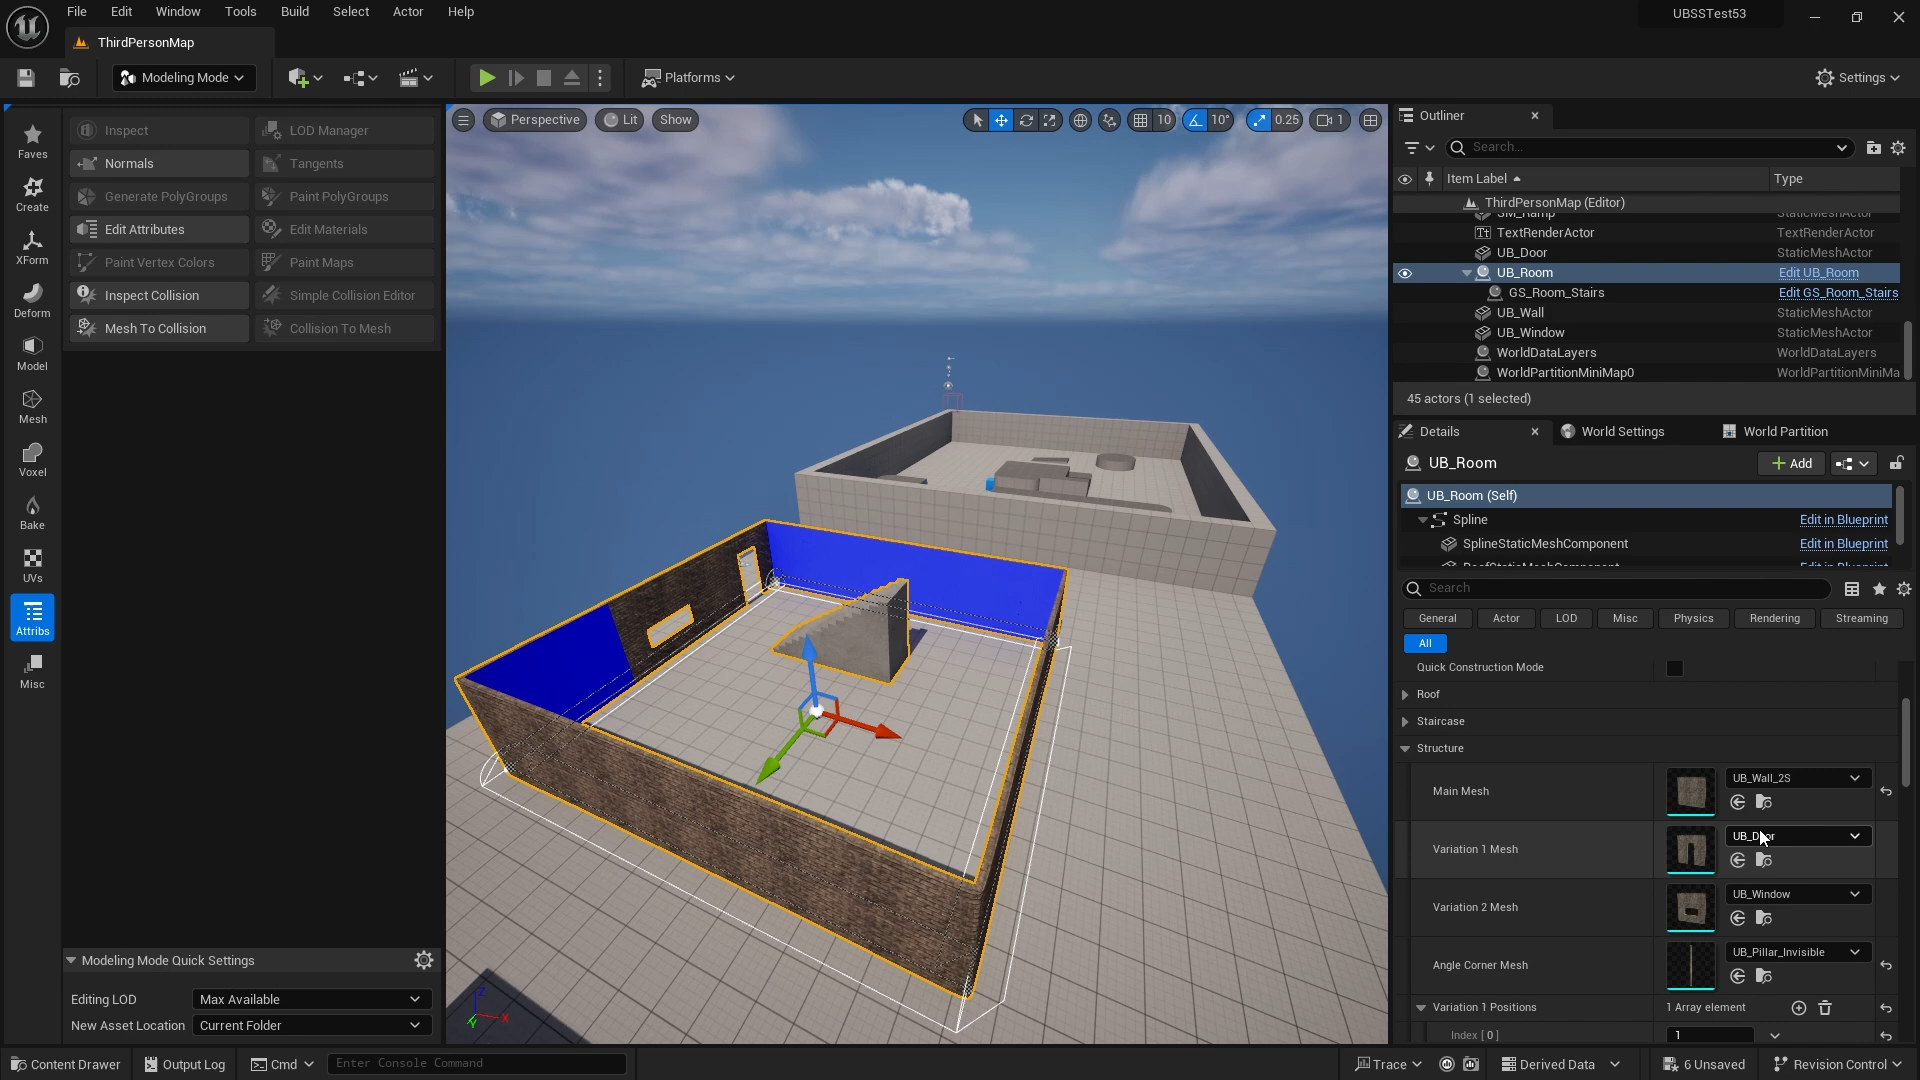 File Edit Window Tools Build Select Actor Help
UBSSTest53
ThirdPersonMap
Modeling Mode
Platforms
Settings
Faves
Create
XForm
Deform
Model
Mesh
Voxel
Bake
UVs
Attribs
Misc
Inspect LOD Manager
Normals Tangents
Generate PolyGroups Paint PolyGroups
Edit Attributes Edit Materials
Paint Vertex Colors Paint Maps
Inspect Collision Simple Collision Editor
Mesh To Collision Collision To Mesh
Modeling Mode Quick Settings
Editing LOD Max Available
New Asset Location Current Folder
Perspective Lit Show
10 10° 0.25 1
Z
X
Y
Outliner
Search...
Item Label Type
ThirdPersonMap (Editor)
SM_Ramp StaticMeshActor
TextRenderActor TextRenderActor
UB_Door StaticMeshActor
UB_Room Edit UB_Room
GS_Room_Stairs Edit GS_Room_Stairs
UB_Wall StaticMeshActor
UB_Window StaticMeshActor
WorldDataLayers WorldDataLayers
WorldPartitionMiniMap0 WorldPartitionMiniMa
45 actors (1 selected)
Details World Settings World Partition
UB_Room
Add
UB_Room (Self)
Spline Edit in Blueprint
SplineStaticMeshComponent Edit in Blueprint
RoofStaticMeshComponent Edit in Blueprint
Search
General Actor LOD Misc Physics Rendering Streaming
All
Quick Construction Mode
Roof
Staircase
Structure
Main Mesh UB_Wall_2S
Variation 1 Mesh UB_Door
Variation 2 Mesh UB_Window
Angle Corner Mesh UB_Pillar_Invisible
Variation 1 Positions 1 Array element
Index [ 0 ] 1
Content Drawer Output Log Cmd Enter Console Command
Trace Derived Data 6 Unsaved Revision Control